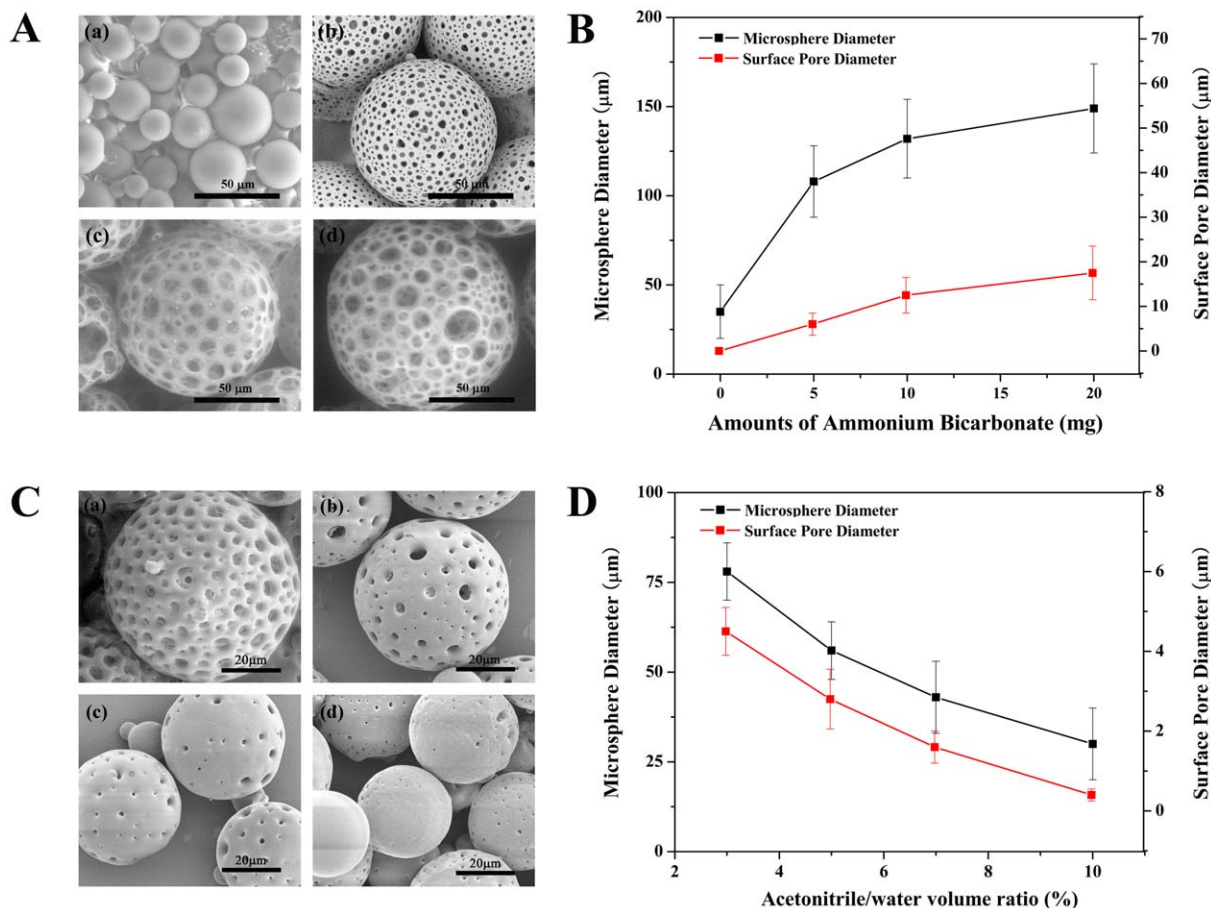 A
(a)
50 μm
(b)
50 μm
(c)
50 μm
(d)
50 μm
B
Microsphere Diameter
Surface Pore Diameter
200
150
100
50
0
Microsphere Diameter (μm)
70
60
50
40
30
20
10
0
Surface Pore Diameter (μm)
0 5 10 15 20
Amounts of Ammonium Bicarbonate (mg)
C
(a)
20μm
(b)
20μm
(c)
20μm
(d)
20μm
D
Microsphere Diameter
Surface Pore Diameter
100
75
50
25
0
Microsphere Diameter (μm)
8
6
4
2
0
Surface Pore Diameter (μm)
2 4 6 8 10
Acetonitrile/water volume ratio (%)